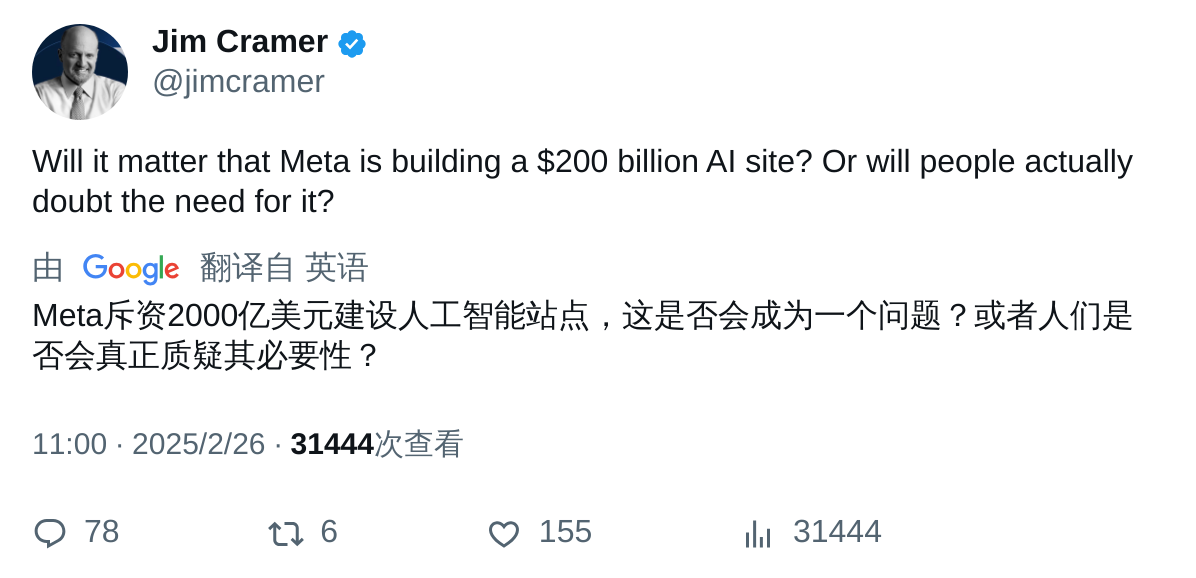 Jim Cramer
@jimcramer
Will it matter that Meta is building a $200 billion AI site? Or will people actually
doubt the need for it?
由 Google 翻译自 英语
Meta斥资2000亿美元建设人工智能站点，这是否会成为一个问题？或者人们是
否会真正质疑其必要性？
11:00 · 2025/2/26 · 31444次查看
78 6 155 31444